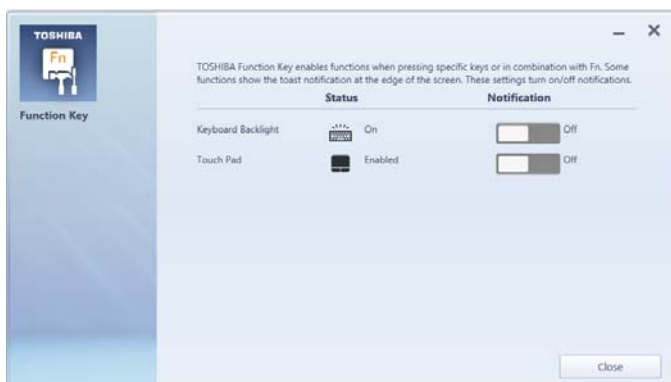 TOSHIBA
Fn
Function Key
TOSHIBA Function Key enables functions when pressing specific keys or in combination with Fn. Some
functions show the toast notification at the edge of the screen. These settings turn on/off notifications.
Status Notification
Keyboard Backlight On Off
Touch Pad Enabled Off
Close